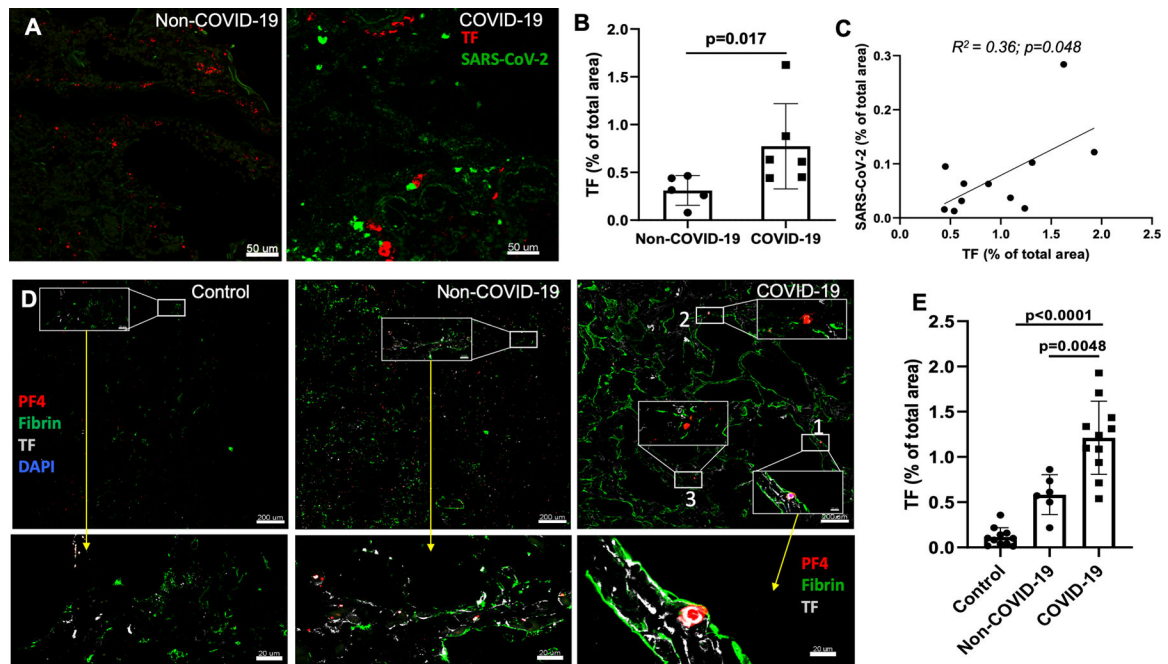 A
Non-COVID-19
50 um
COVID-19
TF
SARS-CoV-2
50 um
B
p=0.017
TF (% of total area)
2.0
1.5
1.0
0.5
0.0
Non-COVID-19 COVID-19
C
R² = 0.36; p=0.048
SARS-CoV-2 (% of total area)
0.3
0.2
0.1
0.0
0.0 0.5 1.0 1.5 2.0 2.5
TF (% of total area)
D
Control
PF4
Fibrin
TF
DAPI
200 um
Non-COVID-19
200 um
COVID-19
2
1
3
200 um
20 um
20 um
PF4
Fibrin
TF
20 um
E
p<0.0001
p=0.0048
TF (% of total area)
2.5
2.0
1.5
1.0
0.5
0.0
Control
Non-COVID-19
COVID-19